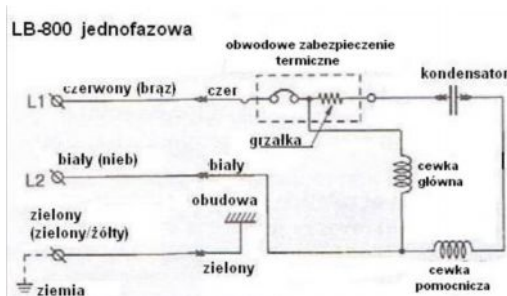 LB-800 jednofazowa
obwodowe zabezpieczenie
termiczne
kondensator
czerwony (brąz)
czer
L1
grzałka
biały (nieb)
biały
L2
cewka
główna
obudowa
zielony
(zielony/żółty)
zielony
ziemia
cewka
pomocnicza